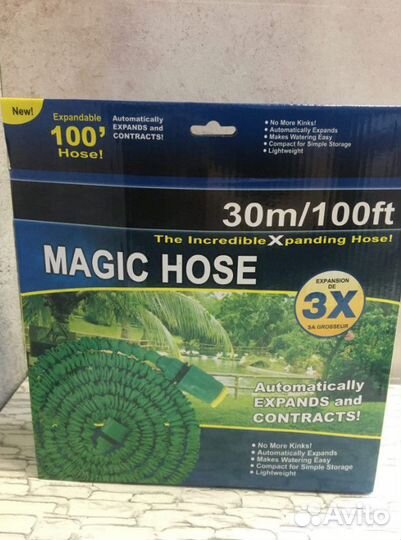 New!
Expandable
100'
Hose!
Automatically
EXPANDS and
CONTRACTS!
• No More Kinks!
• Automatically Expands
• Makes Watering Easy
• Compact for Simple Storage
• Lightweight
30m/100ft
The Incredible Xpanding Hose!
MAGIC HOSE
EXPANSION
DE
3X
SA GROSSEUR
Automatically
EXPANDS and
CONTRACTS!
• No More Kinks!
• Automatically Expands
• Makes Watering Easy
• Compact for Simple Storage
• Lightweight
Avito